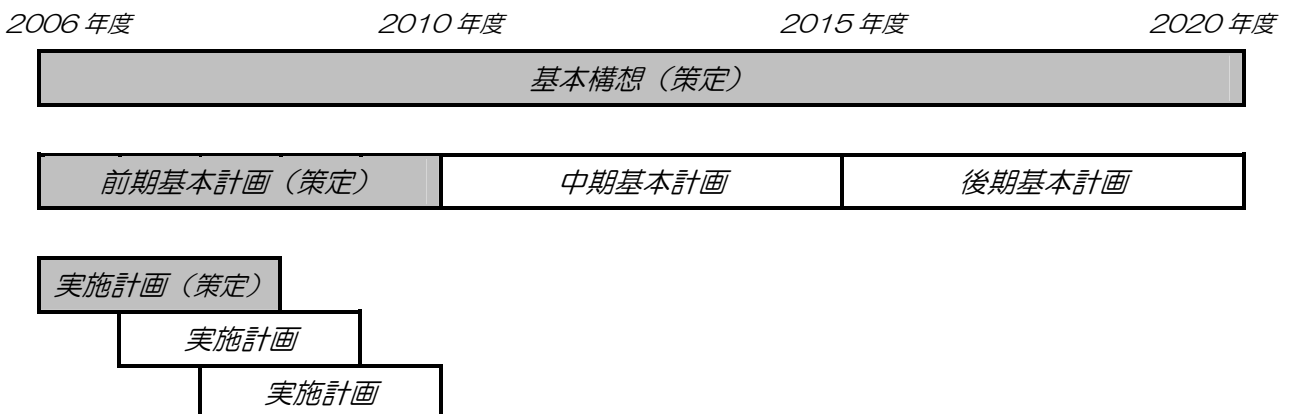 2006年度 2010年度 2015年度 2020年度
基本構想（策定）
前期基本計画（策定） 中期基本計画 後期基本計画
実施計画（策定）
実施計画
実施計画